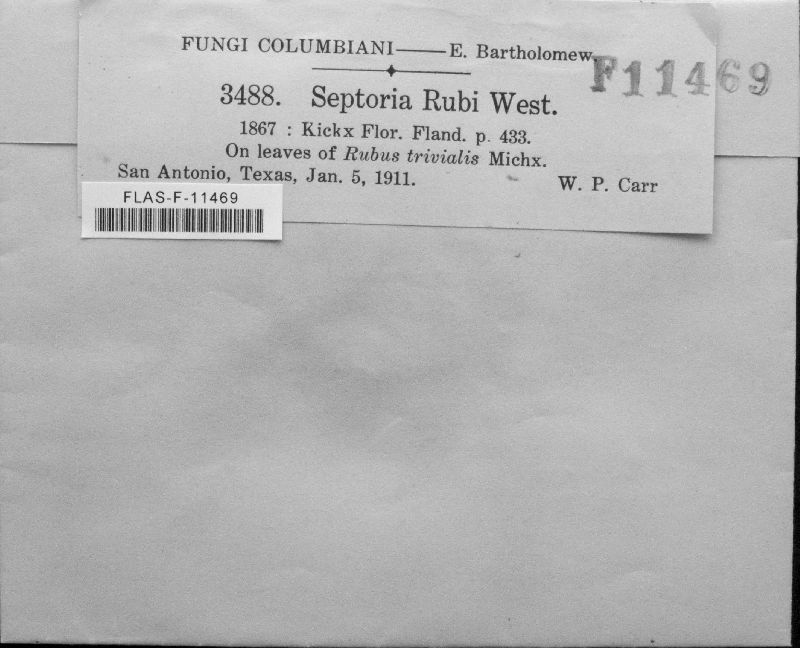 FUNGI COLUMBIANI—E. Bartholomew
F11469
3488. Septoria Rubi West.
1867 : Kickx Flor. Fland. p. 433.
On leaves of Rubus trivialis Michx.
San Antonio, Texas, Jan. 5, 1911.
W. P. Carr
FLAS-F-11469